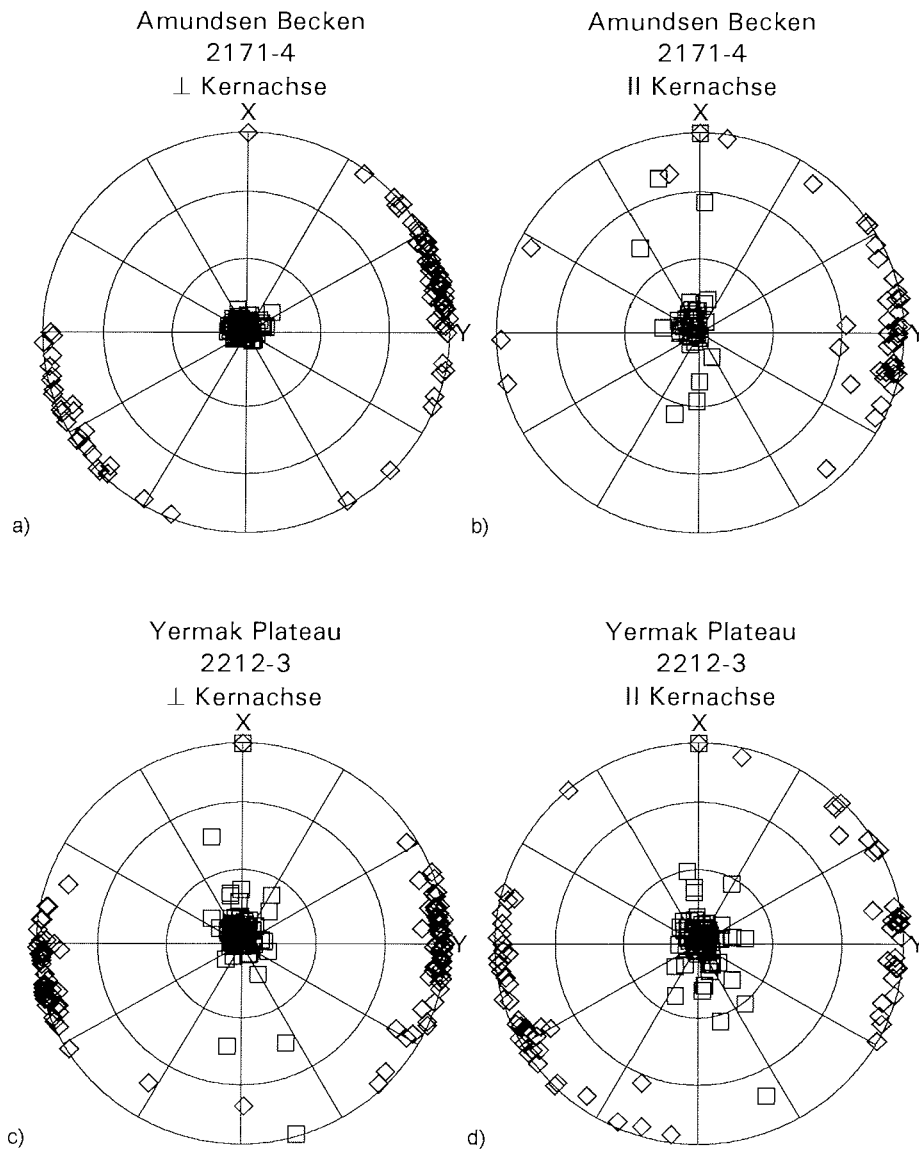 Amundsen Becken
2171-4
⊥ Kernachse
X
Y
a)
Amundsen Becken
2171-4
II Kernachse
X
Y
b)
Yermak Plateau
2212-3
⊥ Kernachse
X
Y
c)
Yermak Plateau
2212-3
II Kernachse
X
Y
d)